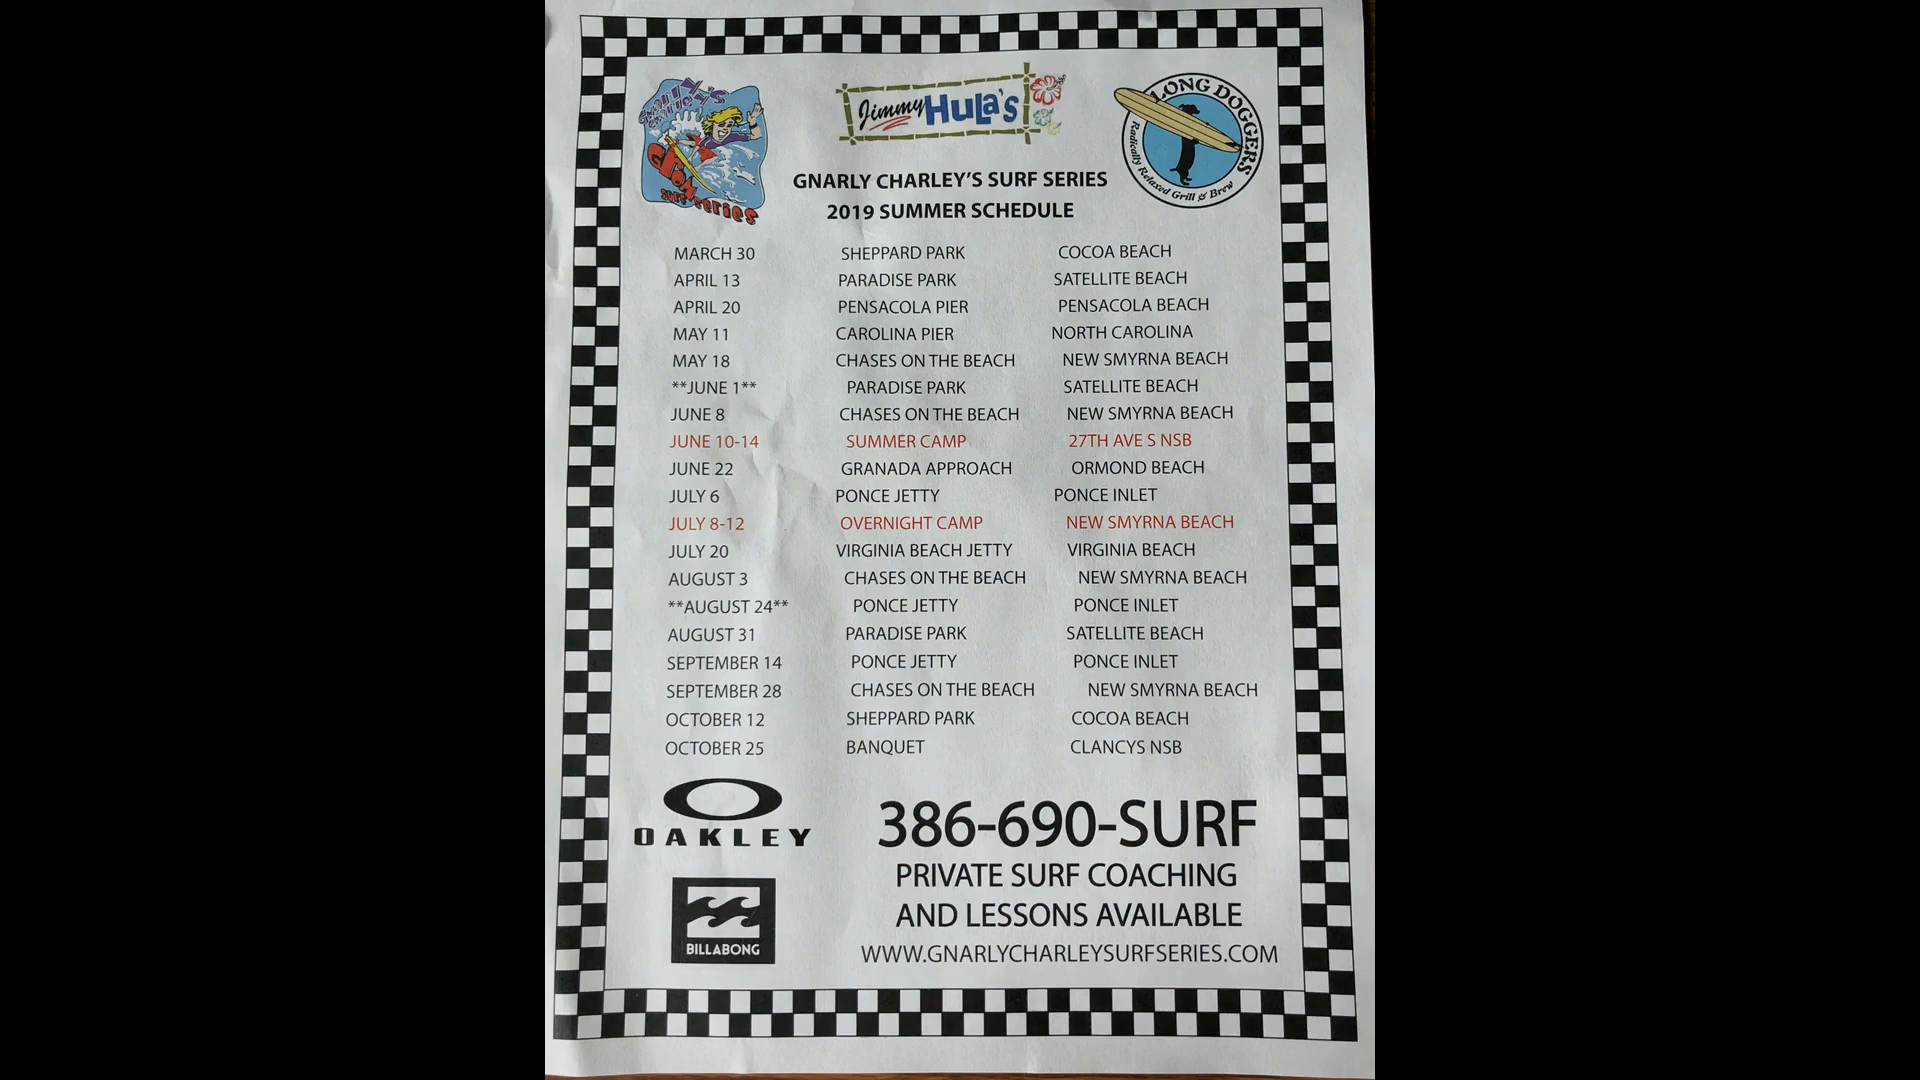 Gnarly Charley's
Grom
Surf Series
Jimmy HuLa's
LONG DOGGERS
Radically Relaxed Grill & Brew
GNARLY CHARLEY'S SURF SERIES
2019 SUMMER SCHEDULE
MARCH 30 SHEPPARD PARK COCOA BEACH
APRIL 13 PARADISE PARK SATELLITE BEACH
APRIL 20 PENSACOLA PIER PENSACOLA BEACH
MAY 11 CAROLINA PIER NORTH CAROLINA
MAY 18 CHASES ON THE BEACH NEW SMYRNA BEACH
**JUNE 1** PARADISE PARK SATELLITE BEACH
JUNE 8 CHASES ON THE BEACH NEW SMYRNA BEACH
JUNE 10-14 SUMMER CAMP 27TH AVE S NSB
JUNE 22 GRANADA APPROACH ORMOND BEACH
JULY 6 PONCE JETTY PONCE INLET
JULY 8-12 OVERNIGHT CAMP NEW SMYRNA BEACH
JULY 20 VIRGINIA BEACH JETTY VIRGINIA BEACH
AUGUST 3 CHASES ON THE BEACH NEW SMYRNA BEACH
**AUGUST 24** PONCE JETTY PONCE INLET
AUGUST 31 PARADISE PARK SATELLITE BEACH
SEPTEMBER 14 PONCE JETTY PONCE INLET
SEPTEMBER 28 CHASES ON THE BEACH NEW SMYRNA BEACH
OCTOBER 12 SHEPPARD PARK COCOA BEACH
OCTOBER 25 BANQUET CLANCYS NSB
OAKLEY
BILLABONG
386-690-SURF
PRIVATE SURF COACHING
AND LESSONS AVAILABLE
WWW.GNARLYCHARLEYSURFSERIES.COM